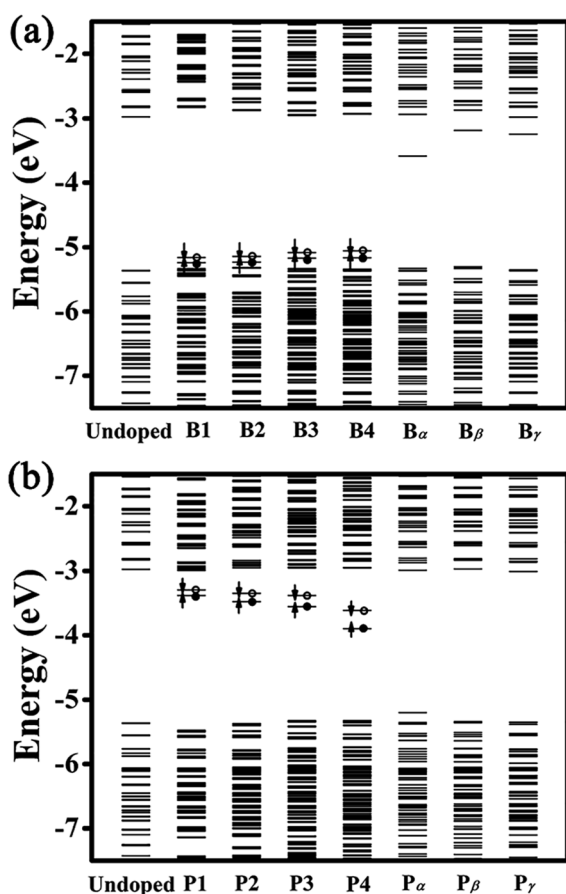 (a)
Energy (eV)
-2
-3
-4
-5
-6
-7
Undoped B1 B2 B3 B4 Bα Bβ Bγ
(b)
Energy (eV)
-2
-3
-4
-5
-6
-7
Undoped P1 P2 P3 P4 Pα Pβ Pγ